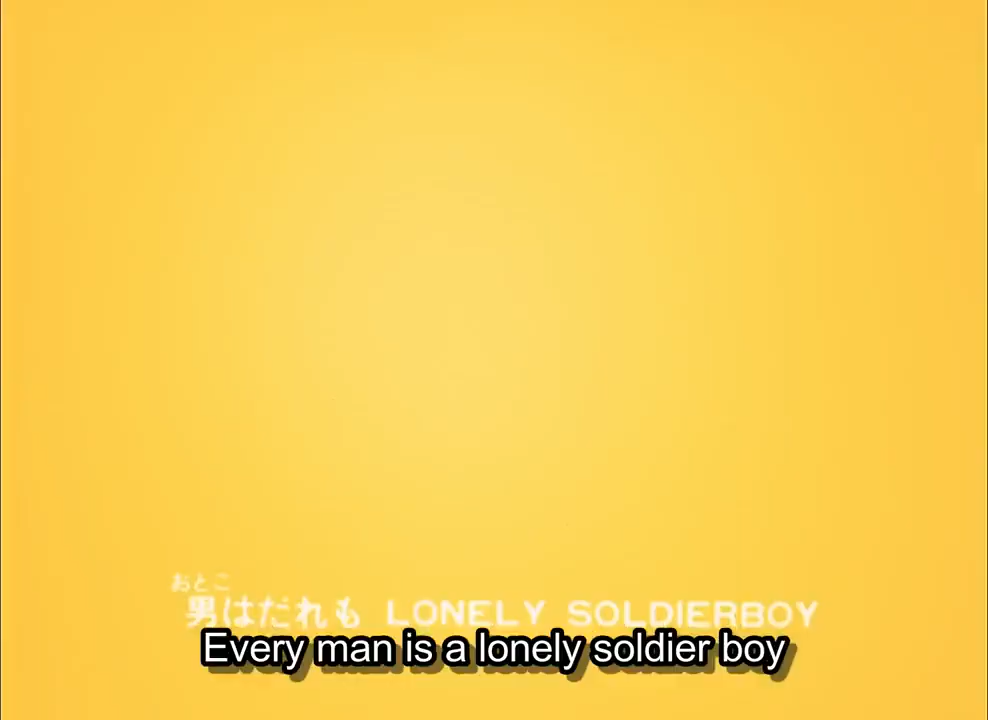 おとこ
男はだれも LONELY SOLDIERBOY
Every man is a lonely soldier boy